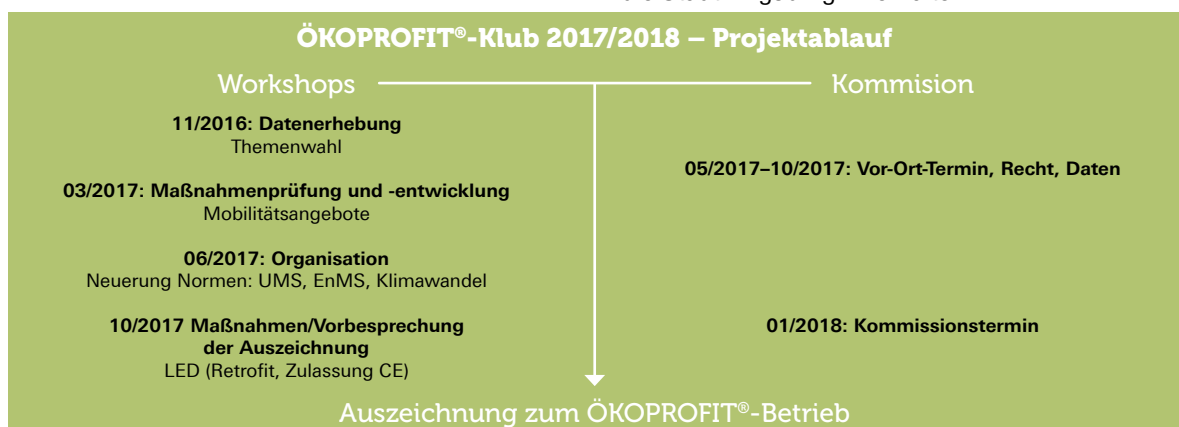 ÖKOPROFIT®-Klub 2017/2018 – Projektablauf
Workshops
11/2016: Datenerhebung
Themenwahl
03/2017: Maßnahmenprüfung und -entwicklung
Mobilitätsangebote
06/2017: Organisation
Neuerung Normen: UMS, EnMS, Klimawandel
10/2017 Maßnahmen/Vorbesprechung
der Auszeichnung
LED (Retrofit, Zulassung CE)
Kommision
05/2017–10/2017: Vor-Ort-Termin, Recht, Daten
01/2018: Kommissionstermin
Auszeichnung zum ÖKOPROFIT®-Betrieb